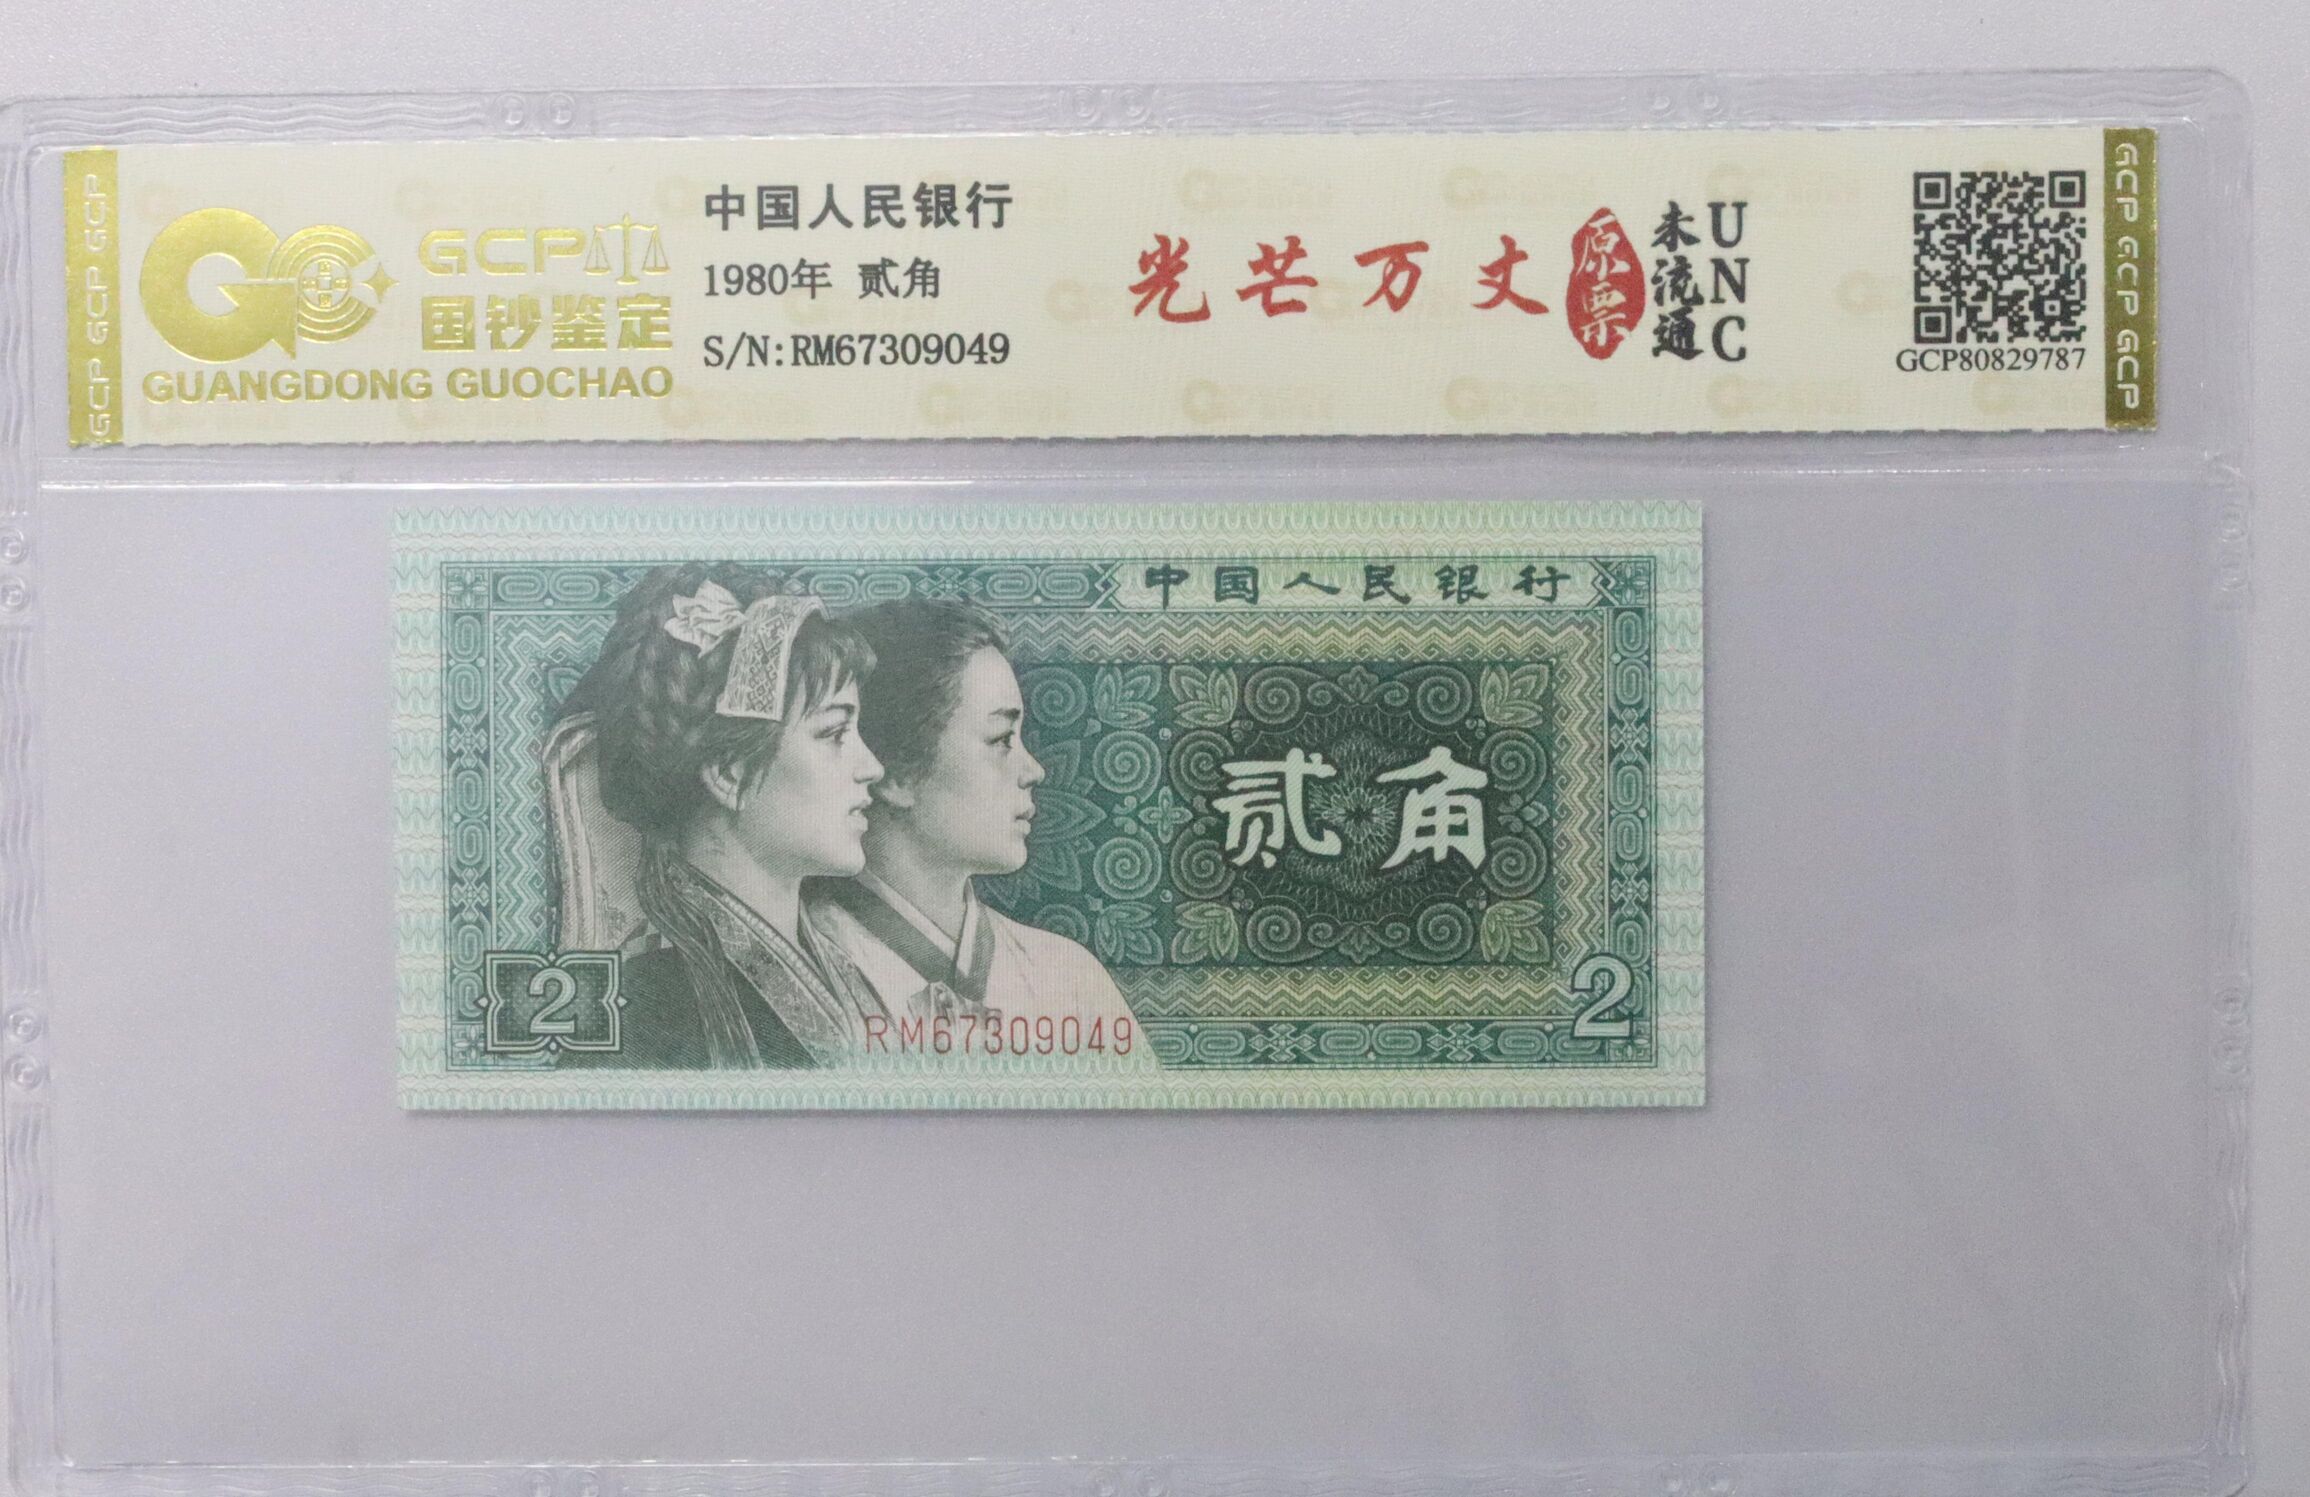 GCP GCP GCP
GCP
国钞鉴定
GUANGDONG GUOCHAO
中国人民银行
1980年 贰角
S/N:RM67309049
光芒万丈
原票
未流通
UNC
GCP80829787
GCP GCP GCP
中国人民银行
贰角
2
2
RM67309049